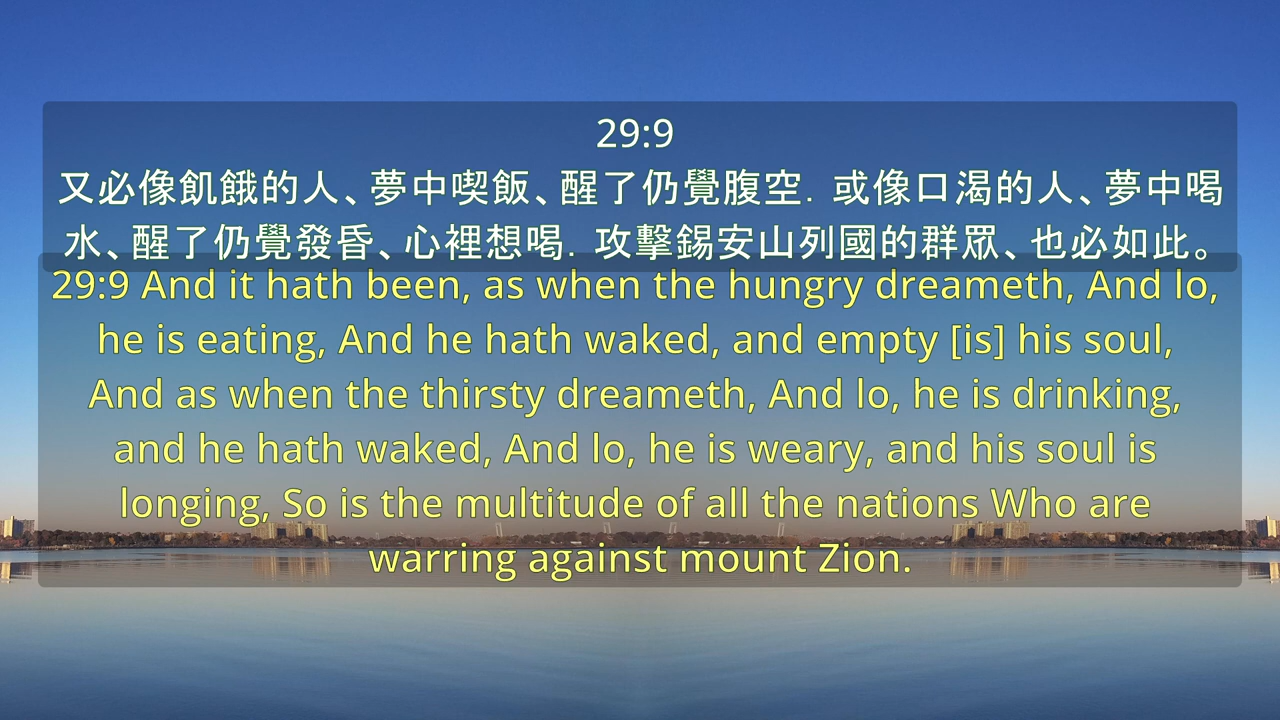 29:9
又必像飢餓的人、夢中喫飯、醒了仍覺腹空．或像口渴的人、夢中喝
水、醒了仍覺發昏、心裡想喝．攻擊錫安山列國的群眾、也必如此。
29:9 And it hath been, as when the hungry dreameth, And lo,
he is eating, And he hath waked, and empty [is] his soul,
And as when the thirsty dreameth, And lo, he is drinking,
and he hath waked, And lo, he is weary, and his soul is
longing, So is the multitude of all the nations Who are
warring against mount Zion.